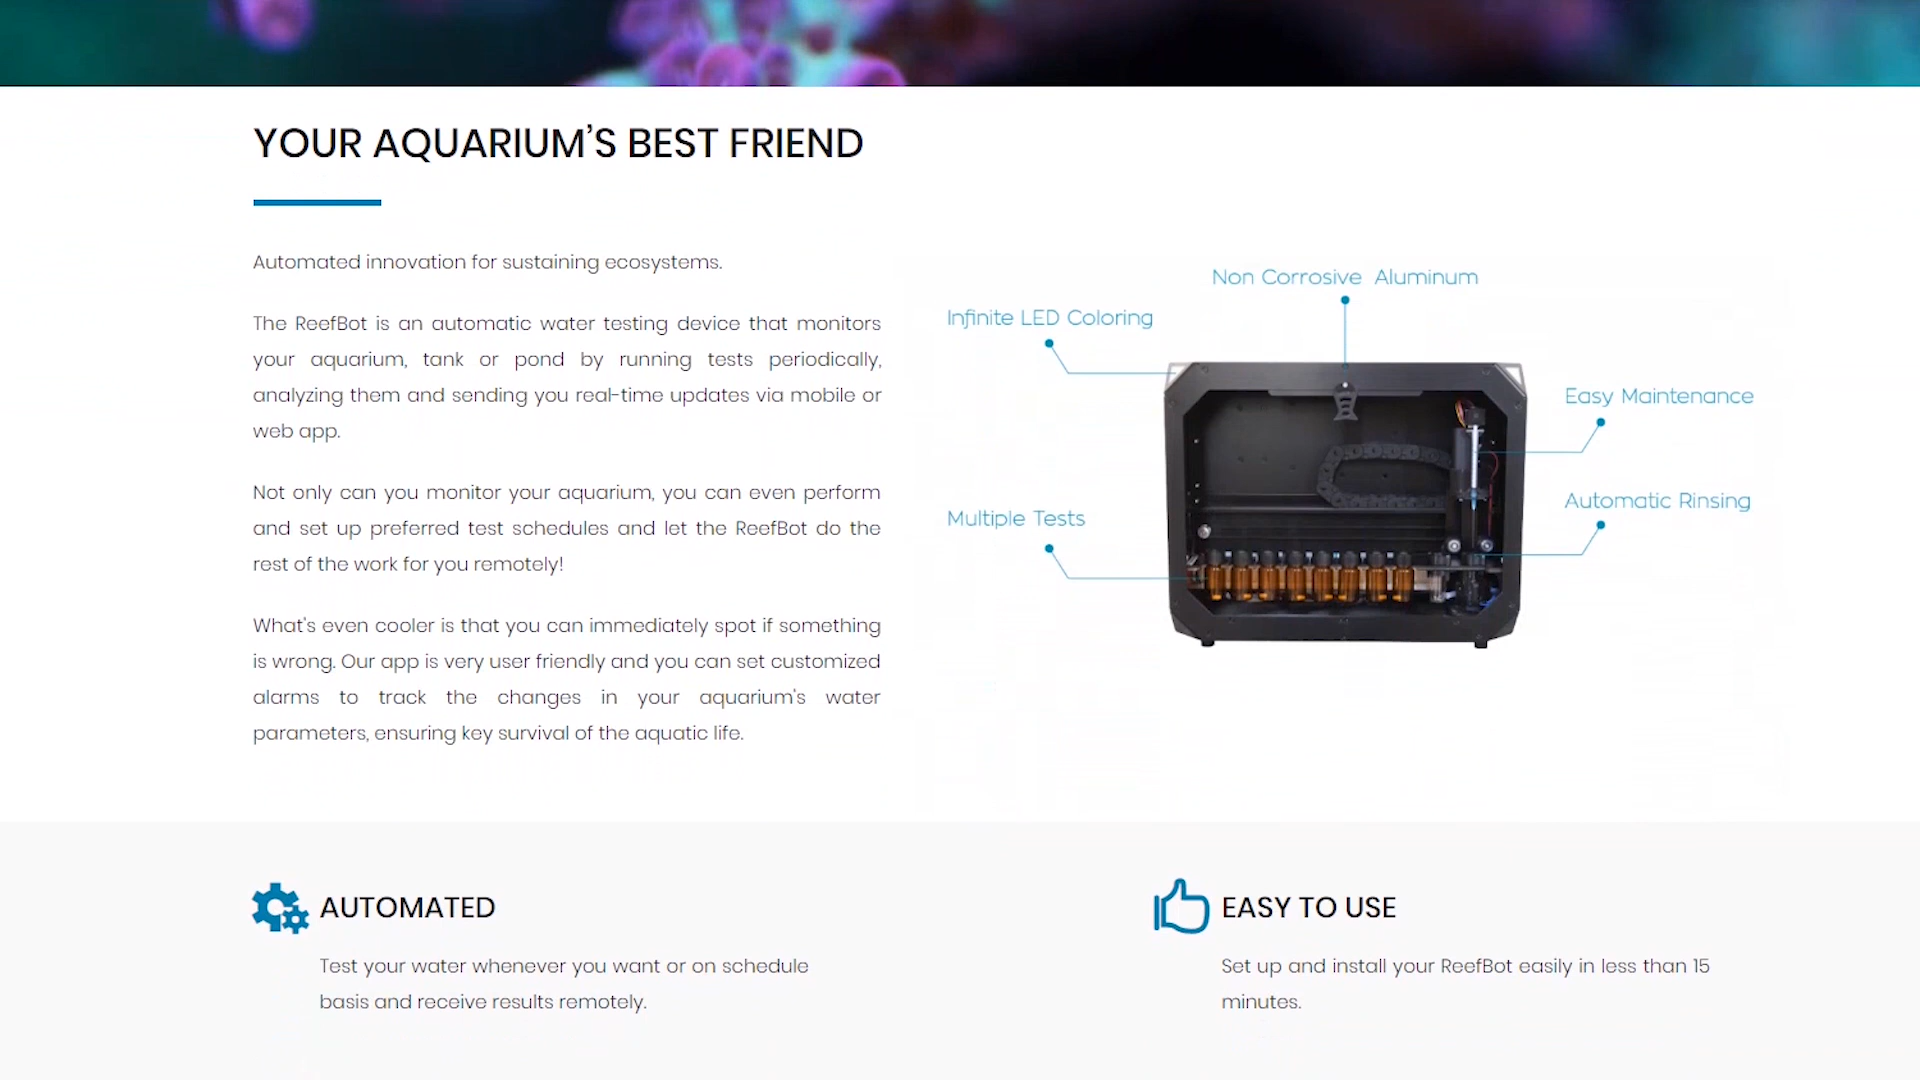 YOUR AQUARIUM’S BEST FRIEND
Automated innovation for sustaining ecosystems.
The ReefBot is an automatic water testing device that monitors
your aquarium, tank or pond by running tests periodically,
analyzing them and sending you real-time updates via mobile or
web app.
Not only can you monitor your aquarium, you can even perform
and set up preferred test schedules and let the ReefBot do the
rest of the work for you remotely!
What's even cooler is that you can immediately spot if something
is wrong. Our app is very user friendly and you can set customized
alarms to track the changes in your aquarium's water
parameters, ensuring key survival of the aquatic life.
Non Corrosive Aluminum
Infinite LED Coloring
Easy Maintenance
Automatic Rinsing
Multiple Tests
AUTOMATED
Test your water whenever you want or on schedule
basis and receive results remotely.
EASY TO USE
Set up and install your ReefBot easily in less than 15
minutes.